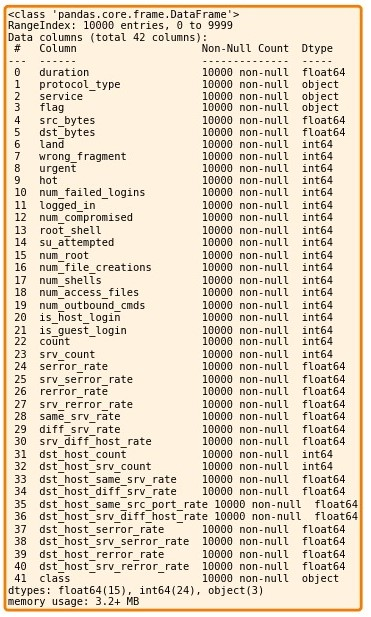 <class 'pandas.core.frame.DataFrame'>
RangeIndex: 10000 entries, 0 to 9999
Data columns (total 42 columns):
 #   Column                      Non-Null Count  Dtype
---  ------                      --------------  -----
 0   duration                    10000 non-null  float64
 1   protocol_type               10000 non-null  object
 2   service                     10000 non-null  object
 3   flag                        10000 non-null  object
 4   src_bytes                   10000 non-null  float64
 5   dst_bytes                   10000 non-null  float64
 6   land                        10000 non-null  int64
 7   wrong_fragment              10000 non-null  int64
 8   urgent                      10000 non-null  int64
 9   hot                         10000 non-null  int64
 10  num_failed_logins           10000 non-null  int64
 11  logged_in                   10000 non-null  int64
 12  num_compromised             10000 non-null  int64
 13  root_shell                  10000 non-null  int64
 14  su_attempted                10000 non-null  int64
 15  num_root                    10000 non-null  int64
 16  num_file_creations          10000 non-null  int64
 17  num_shells                  10000 non-null  int64
 18  num_access_files            10000 non-null  int64
 19  num_outbound_cmds           10000 non-null  int64
 20  is_host_login               10000 non-null  int64
 21  is_guest_login              10000 non-null  int64
 22  count                       10000 non-null  int64
 23  srv_count                   10000 non-null  int64
 24  serror_rate                 10000 non-null  float64
 25  srv_serror_rate             10000 non-null  float64
 26  rerror_rate                 10000 non-null  float64
 27  srv_rerror_rate             10000 non-null  float64
 28  same_srv_rate               10000 non-null  float64
 29  diff_srv_rate               10000 non-null  float64
 30  srv_diff_host_rate          10000 non-null  float64
 31  dst_host_count              10000 non-null  int64
 32  dst_host_srv_count          10000 non-null  int64
 33  dst_host_same_srv_rate      10000 non-null  float64
 34  dst_host_diff_srv_rate      10000 non-null  float64
 35  dst_host_same_src_port_rate 10000 non-null  float64
 36  dst_host_srv_diff_host_rate 10000 non-null  float64
 37  dst_host_serror_rate        10000 non-null  float64
 38  dst_host_srv_serror_rate    10000 non-null  float64
 39  dst_host_rerror_rate        10000 non-null  float64
 40  dst_host_srv_rerror_rate    10000 non-null  float64
 41  class                       10000 non-null  object
dtypes: float64(15), int64(24), object(3)
memory usage: 3.2+ MB